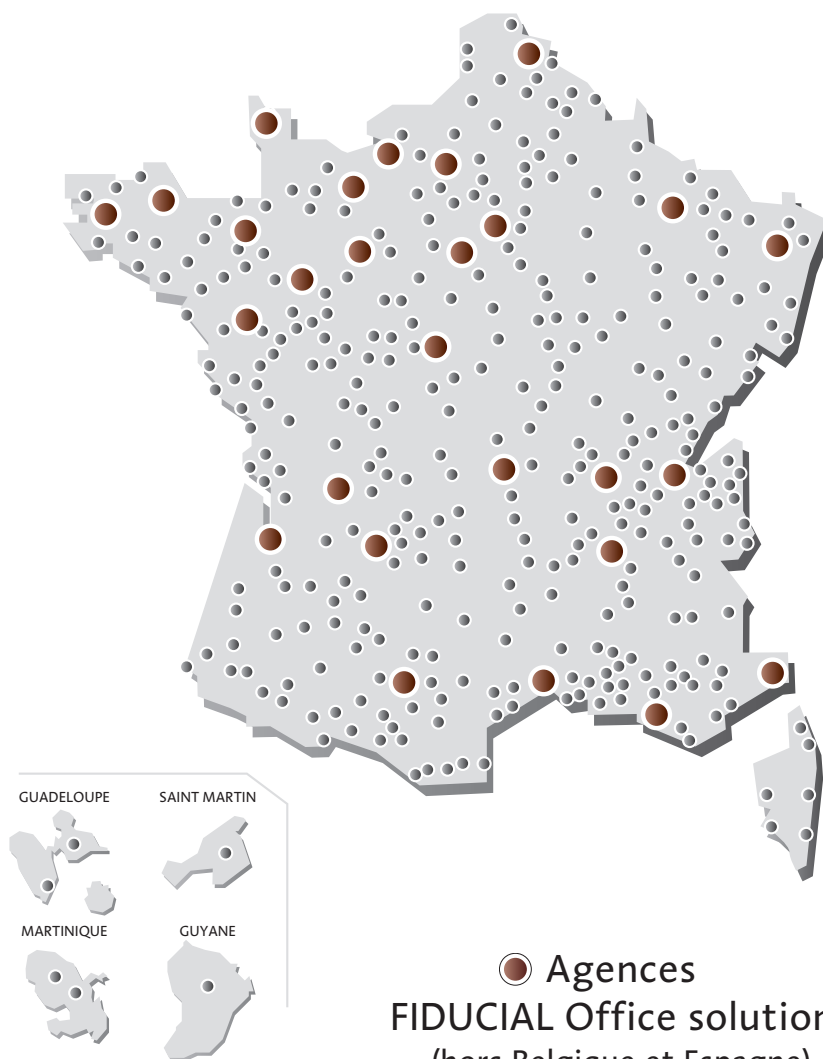 GUADELOUPE
SAINT MARTIN
MARTINIQUE
GUYANE
Agences
FIDUCIAL Office solution
(hors Belgique et Espagne)